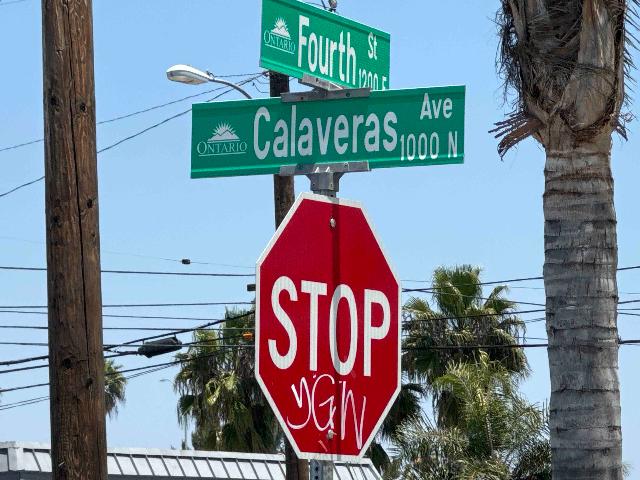 ONTARIO
Fourth St
1200 E
ONTARIO
Calaveras Ave
1000 N
STOP